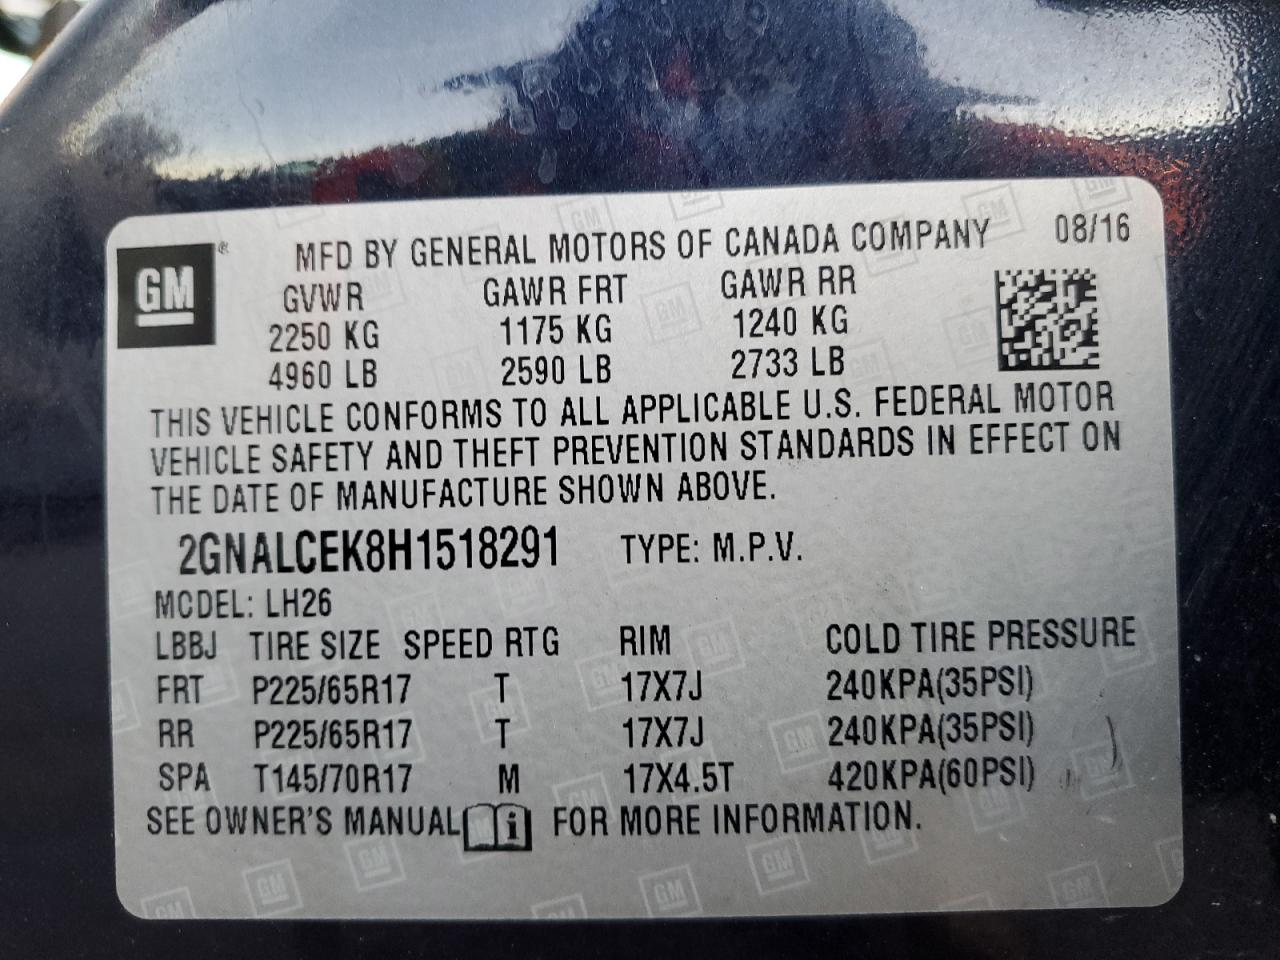 GM ®
MFD BY GENERAL MOTORS OF CANADA COMPANY 08/16
GVWR GAWR FRT GAWR RR
2250 KG 1175 KG 1240 KG
4960 LB 2590 LB 2733 LB
THIS VEHICLE CONFORMS TO ALL APPLICABLE U.S. FEDERAL MOTOR
VEHICLE SAFETY AND THEFT PREVENTION STANDARDS IN EFFECT ON
THE DATE OF MANUFACTURE SHOWN ABOVE.
2GNALCEK8H1518291 TYPE: M.P.V.
MODEL: LH26
LBBJ TIRE SIZE SPEED RTG RIM COLD TIRE PRESSURE
FRT P225/65R17 T 17X7J 240KPA(35PSI)
RR P225/65R17 T 17X7J 240KPA(35PSI)
SPA T145/70R17 M 17X4.5T 420KPA(60PSI)
SEE OWNER'S MANUAL i FOR MORE INFORMATION.